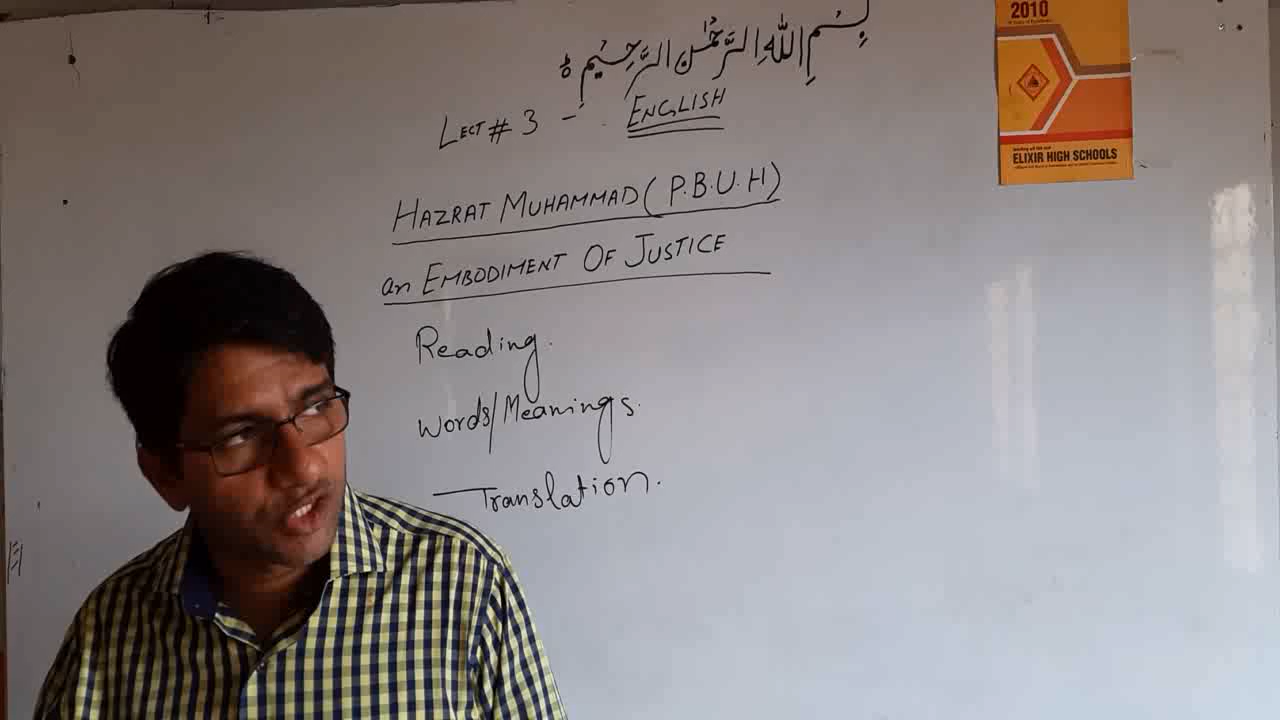 بِسْمِ اللهِ الرَّحْمٰنِ الرَّحِيْمِ ہ
LECT # 3 - . ENGLISH
HAZRAT MUHAMMAD (P.B.U.H)
an EMBODIMENT OF JUSTICE
Reading.
Words/Meanings.
Translation.
2010
ELIXIR HIGH SCHOOLS